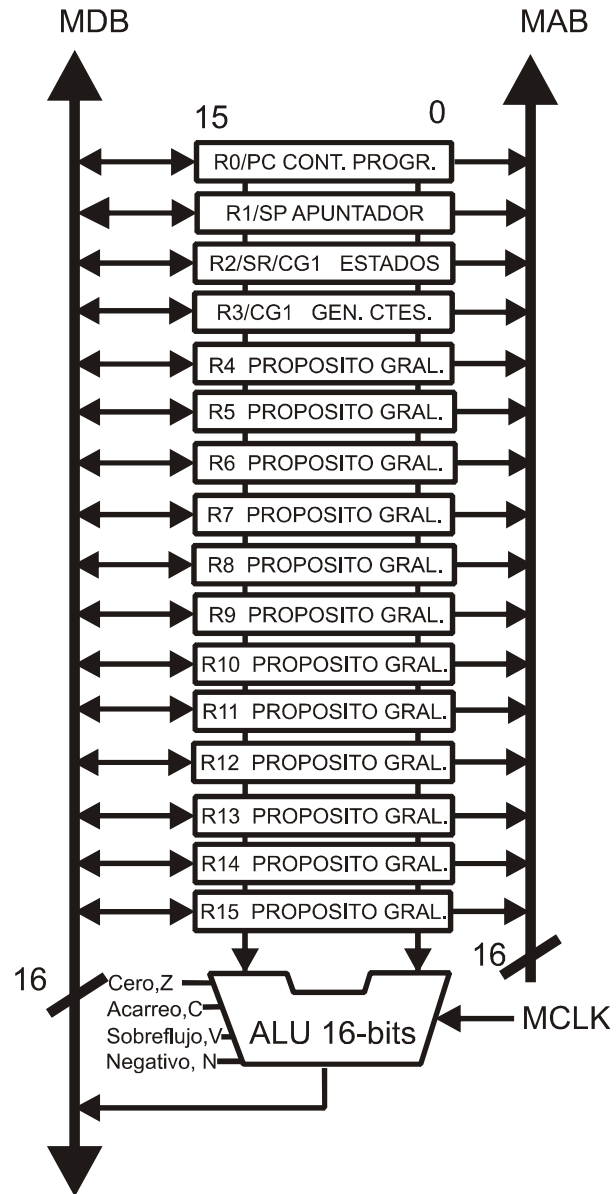 MDB
MAB
15
0
R0/PC CONT. PROGR.
R1/SP APUNTADOR
R2/SR/CG1 ESTADOS
R3/CG1 GEN. CTES.
R4 PROPOSITO GRAL.
R5 PROPOSITO GRAL.
R6 PROPOSITO GRAL.
R7 PROPOSITO GRAL.
R8 PROPOSITO GRAL.
R9 PROPOSITO GRAL.
R10 PROPOSITO GRAL.
R11 PROPOSITO GRAL.
R12 PROPOSITO GRAL.
R13 PROPOSITO GRAL.
R14 PROPOSITO GRAL.
R15 PROPOSITO GRAL.
16
16
Cero,Z
Acarreo,C
Sobreflujo,V
Negativo, N
ALU 16-bits
MCLK